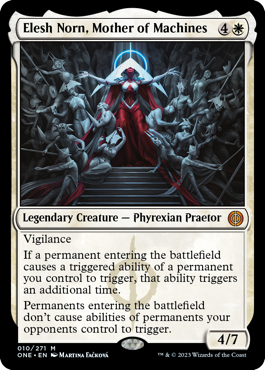 Elesh Norn, Mother of Machines 4
Legendary Creature — Phyrexian Praetor
Vigilance
If a permanent entering the battlefield
causes a triggered ability of a permanent
you control to trigger, that ability triggers
an additional time.
Permanents entering the battlefield
don't cause abilities of permanents your
opponents control to trigger.
4/7
010/271 M
ONE • EN Martina Fačková
™ & © 2023 Wizards of the Coast